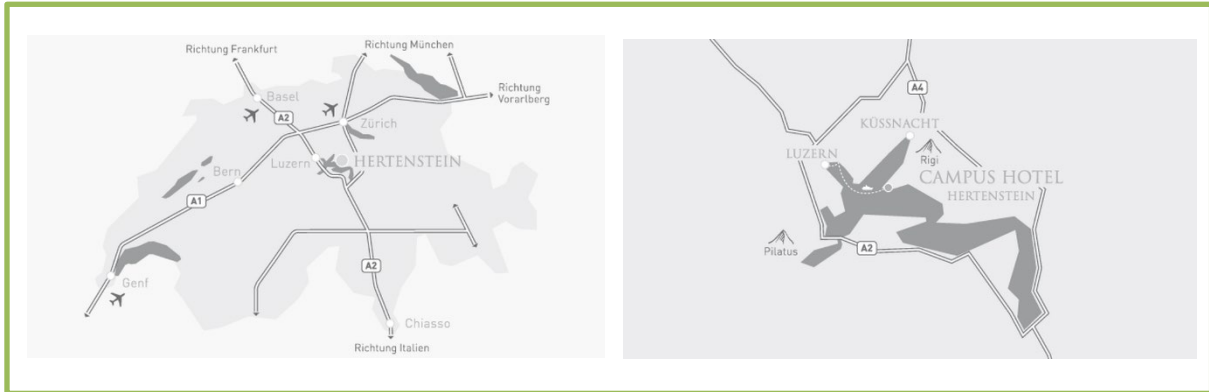 Richtung Frankfurt
Richtung München
Richtung
Vorarlberg
Basel
A2
Zürich
Luzern
HERTENSTEIN
Bern
A1
A2
Genf
Chiasso
Richtung Italien
A4
KÜSSNACHT
LUZERN
Rigi
CAMPUS HOTEL
HERTENSTEIN
Pilatus
A2